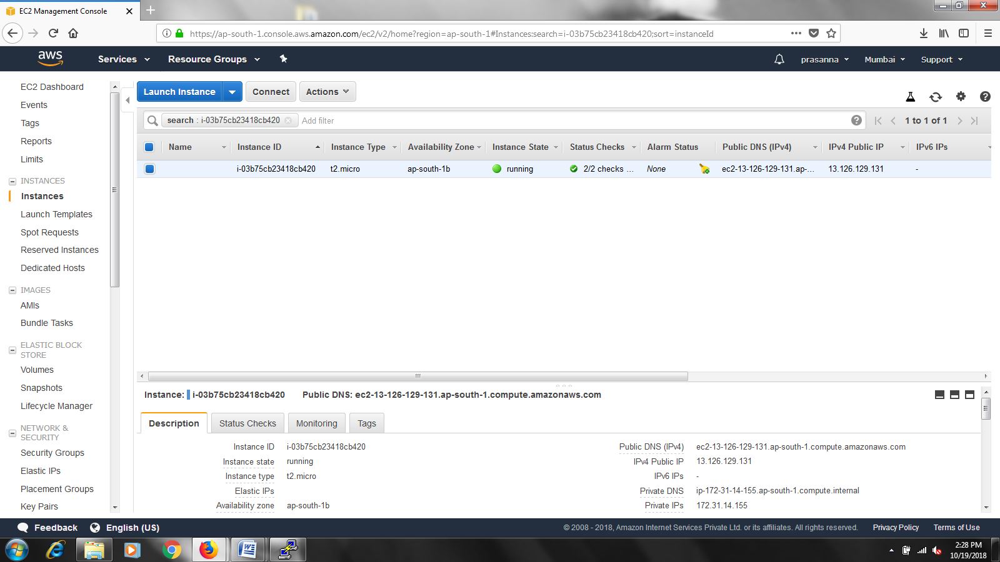 EC2 Management Console
https://ap-south-1.console.aws.amazon.com/ec2/v2/home?region=ap-south-1#Instances:search=i-03b75cb23418cb420;sort=instanceId
aws Services Resource Groups prasanna Mumbai Support
EC2 Dashboard
Events
Tags
Reports
Limits
INSTANCES
Instances
Launch Templates
Spot Requests
Reserved Instances
Dedicated Hosts
IMAGES
AMIs
Bundle Tasks
ELASTIC BLOCK
STORE
Volumes
Snapshots
Lifecycle Manager
NETWORK &
SECURITY
Security Groups
Elastic IPs
Placement Groups
Key Pairs
Launch Instance Connect Actions
search : i-03b75cb23418cb420 Add filter 1 to 1 of 1
Name Instance ID Instance Type Availability Zone Instance State Status Checks Alarm Status Public DNS (IPv4) IPv4 Public IP IPv6 IPs
i-03b75cb23418cb420 t2.micro ap-south-1b running 2/2 checks ... None ec2-13-126-129-131.ap-... 13.126.129.131 -
Instance: i-03b75cb23418cb420 Public DNS: ec2-13-126-129-131.ap-south-1.compute.amazonaws.com
Description Status Checks Monitoring Tags
Instance ID i-03b75cb23418cb420 Public DNS (IPv4) ec2-13-126-129-131.ap-south-1.compute.amazonaws.com
Instance state running IPv4 Public IP 13.126.129.131
Instance type t2.micro IPv6 IPs -
Elastic IPs Private DNS ip-172-31-14-155.ap-south-1.compute.internal
Availability zone ap-south-1b Private IPs 172.31.14.155
Feedback English (US) © 2008 - 2018, Amazon Internet Services Private Ltd. or its affiliates. All rights reserved. Privacy Policy Terms of Use
2:28 PM
10/19/2018